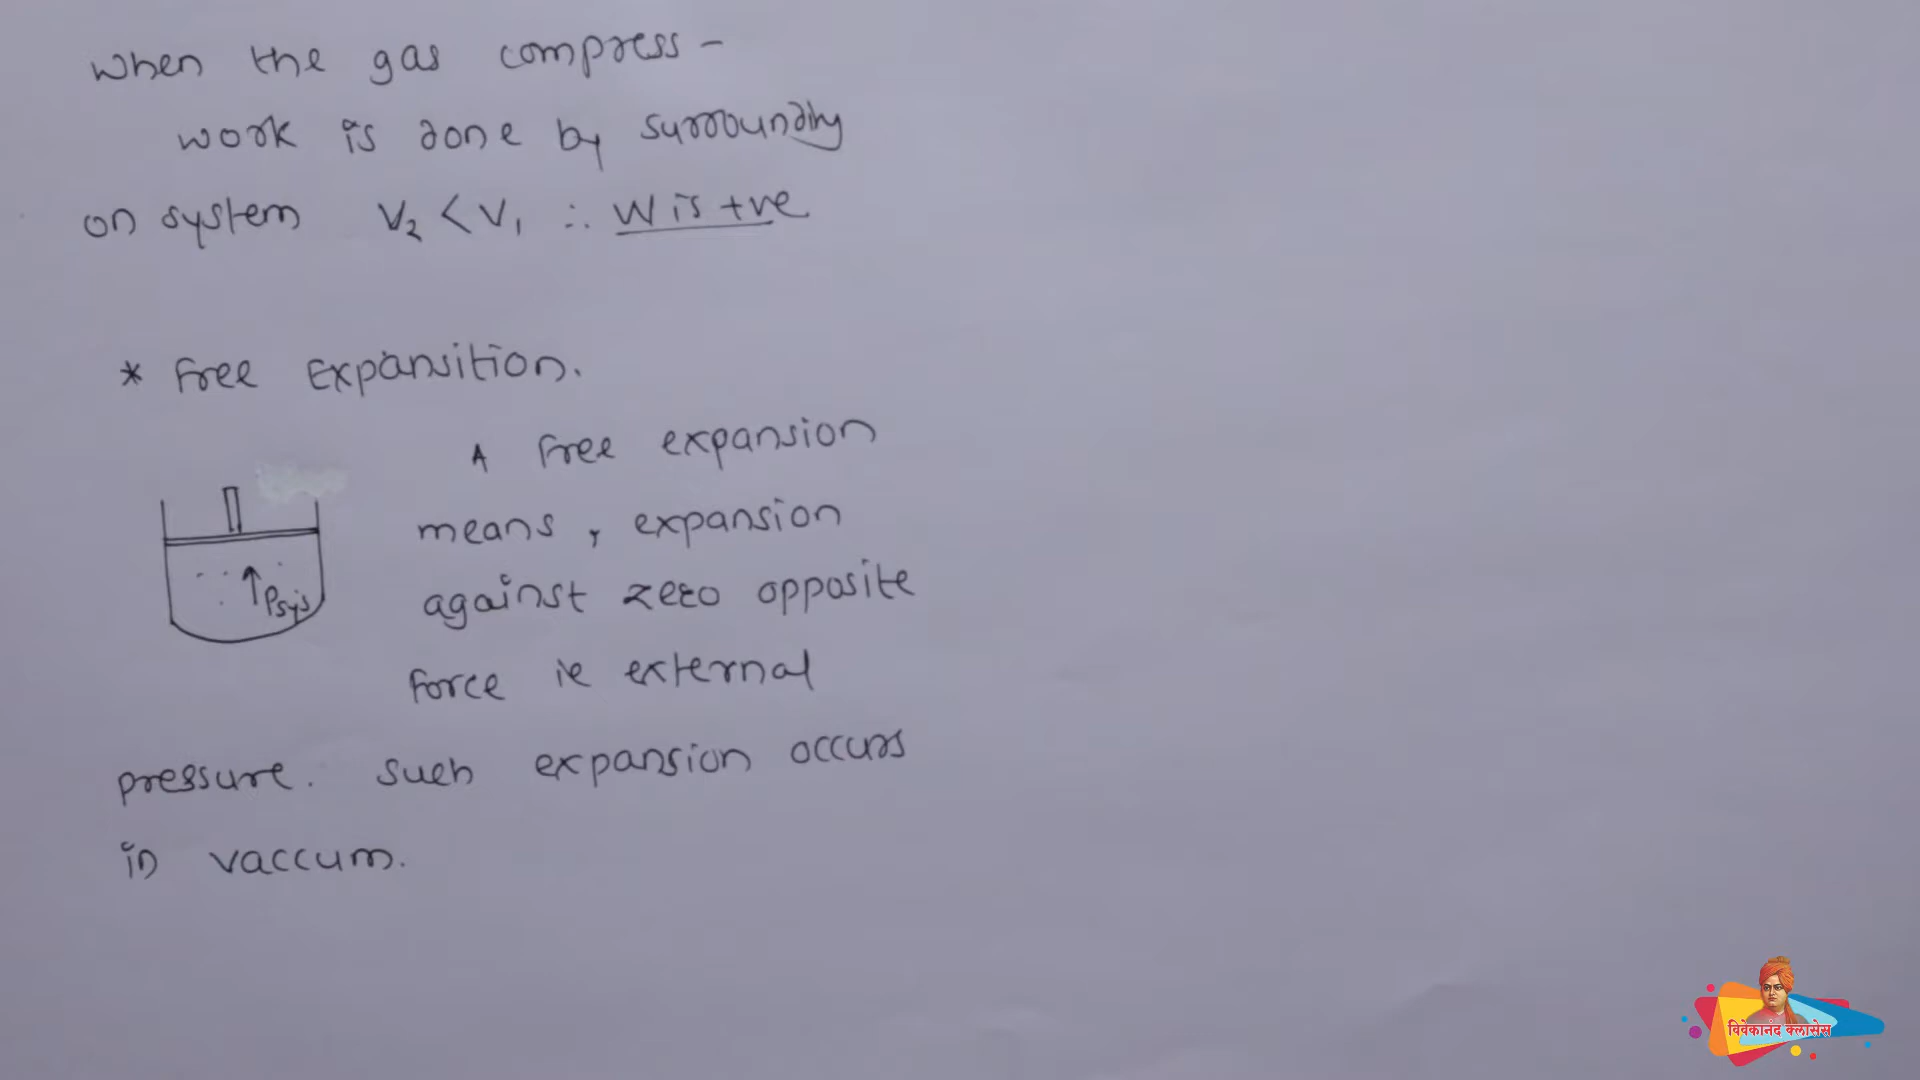 When the gas compress -
work is done by surrounding
on system V₂ < V₁ ∴ W is +ve
* Free Expansition.
A free expansion
means, expansion
against zero opposite
Psys
force ie external
pressure. such expansion occurs
in vaccum.
विवेकानंद क्लासेस